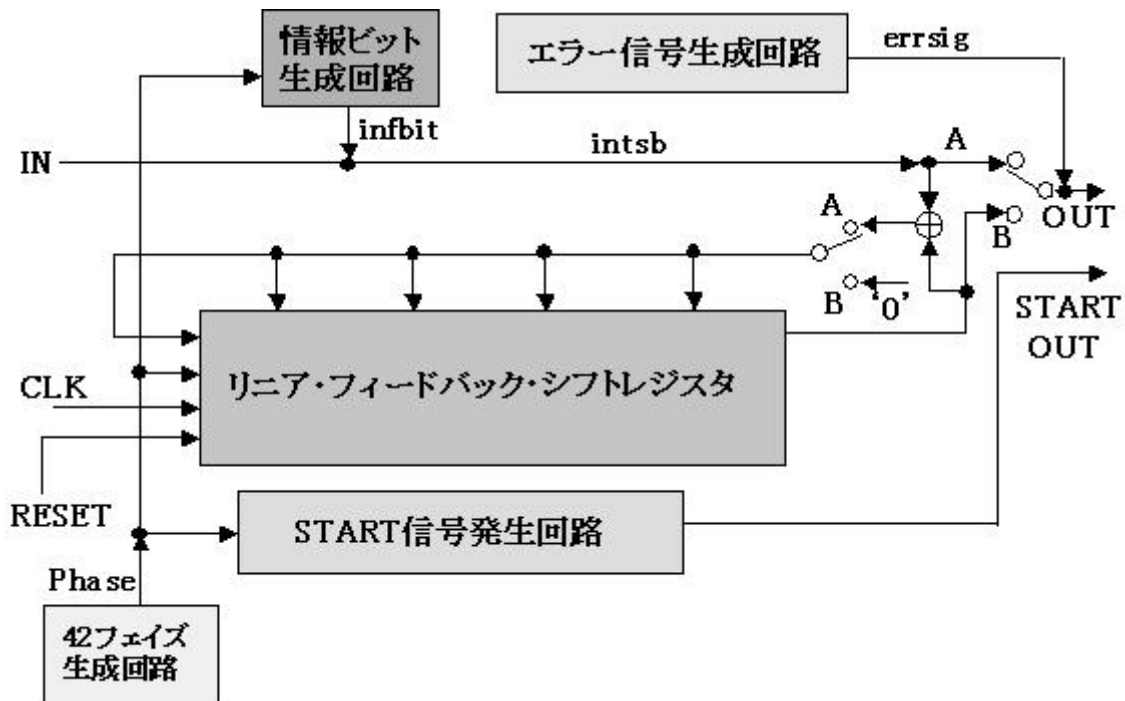 情報ビット
生成回路
エラー信号生成回路
errsig
infbit
IN
intsb
A
A
OUT
B
B
'0'
START
OUT
リニア・フィードバック・シフトレジスタ
CLK
RESET
START信号発生回路
Phase
42フェイズ
生成回路